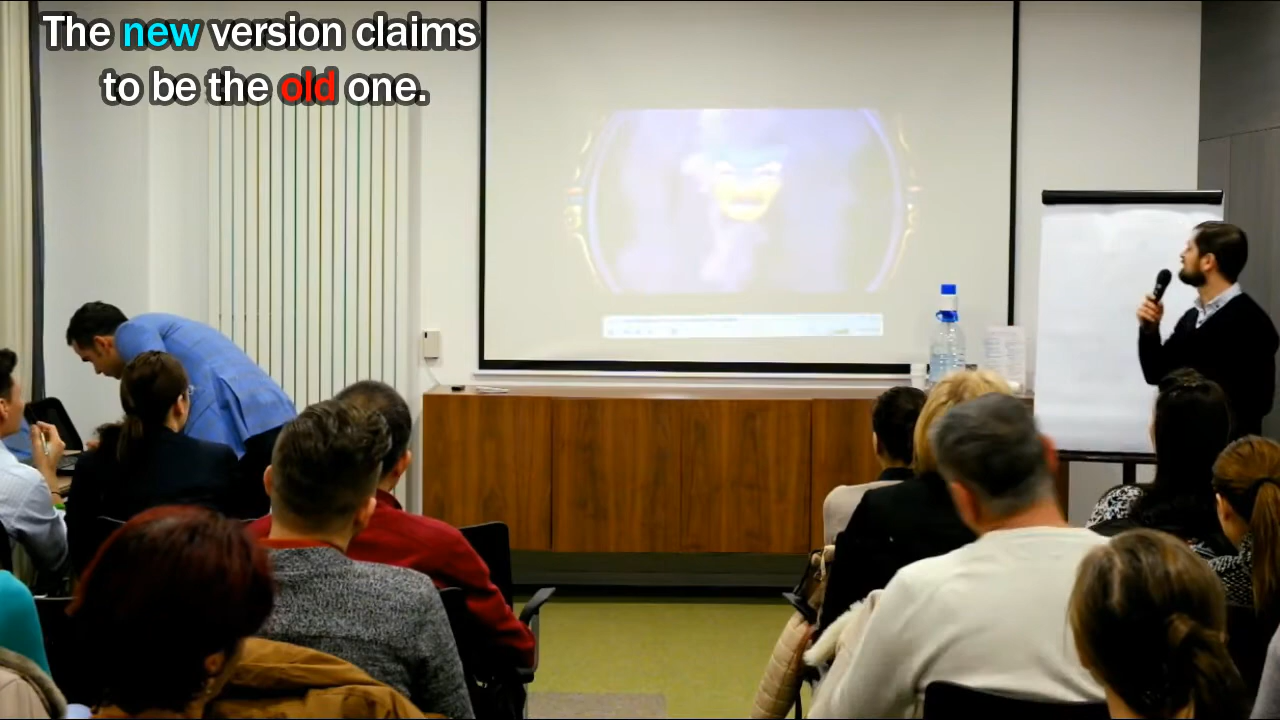 The new version claims
to be the old one.